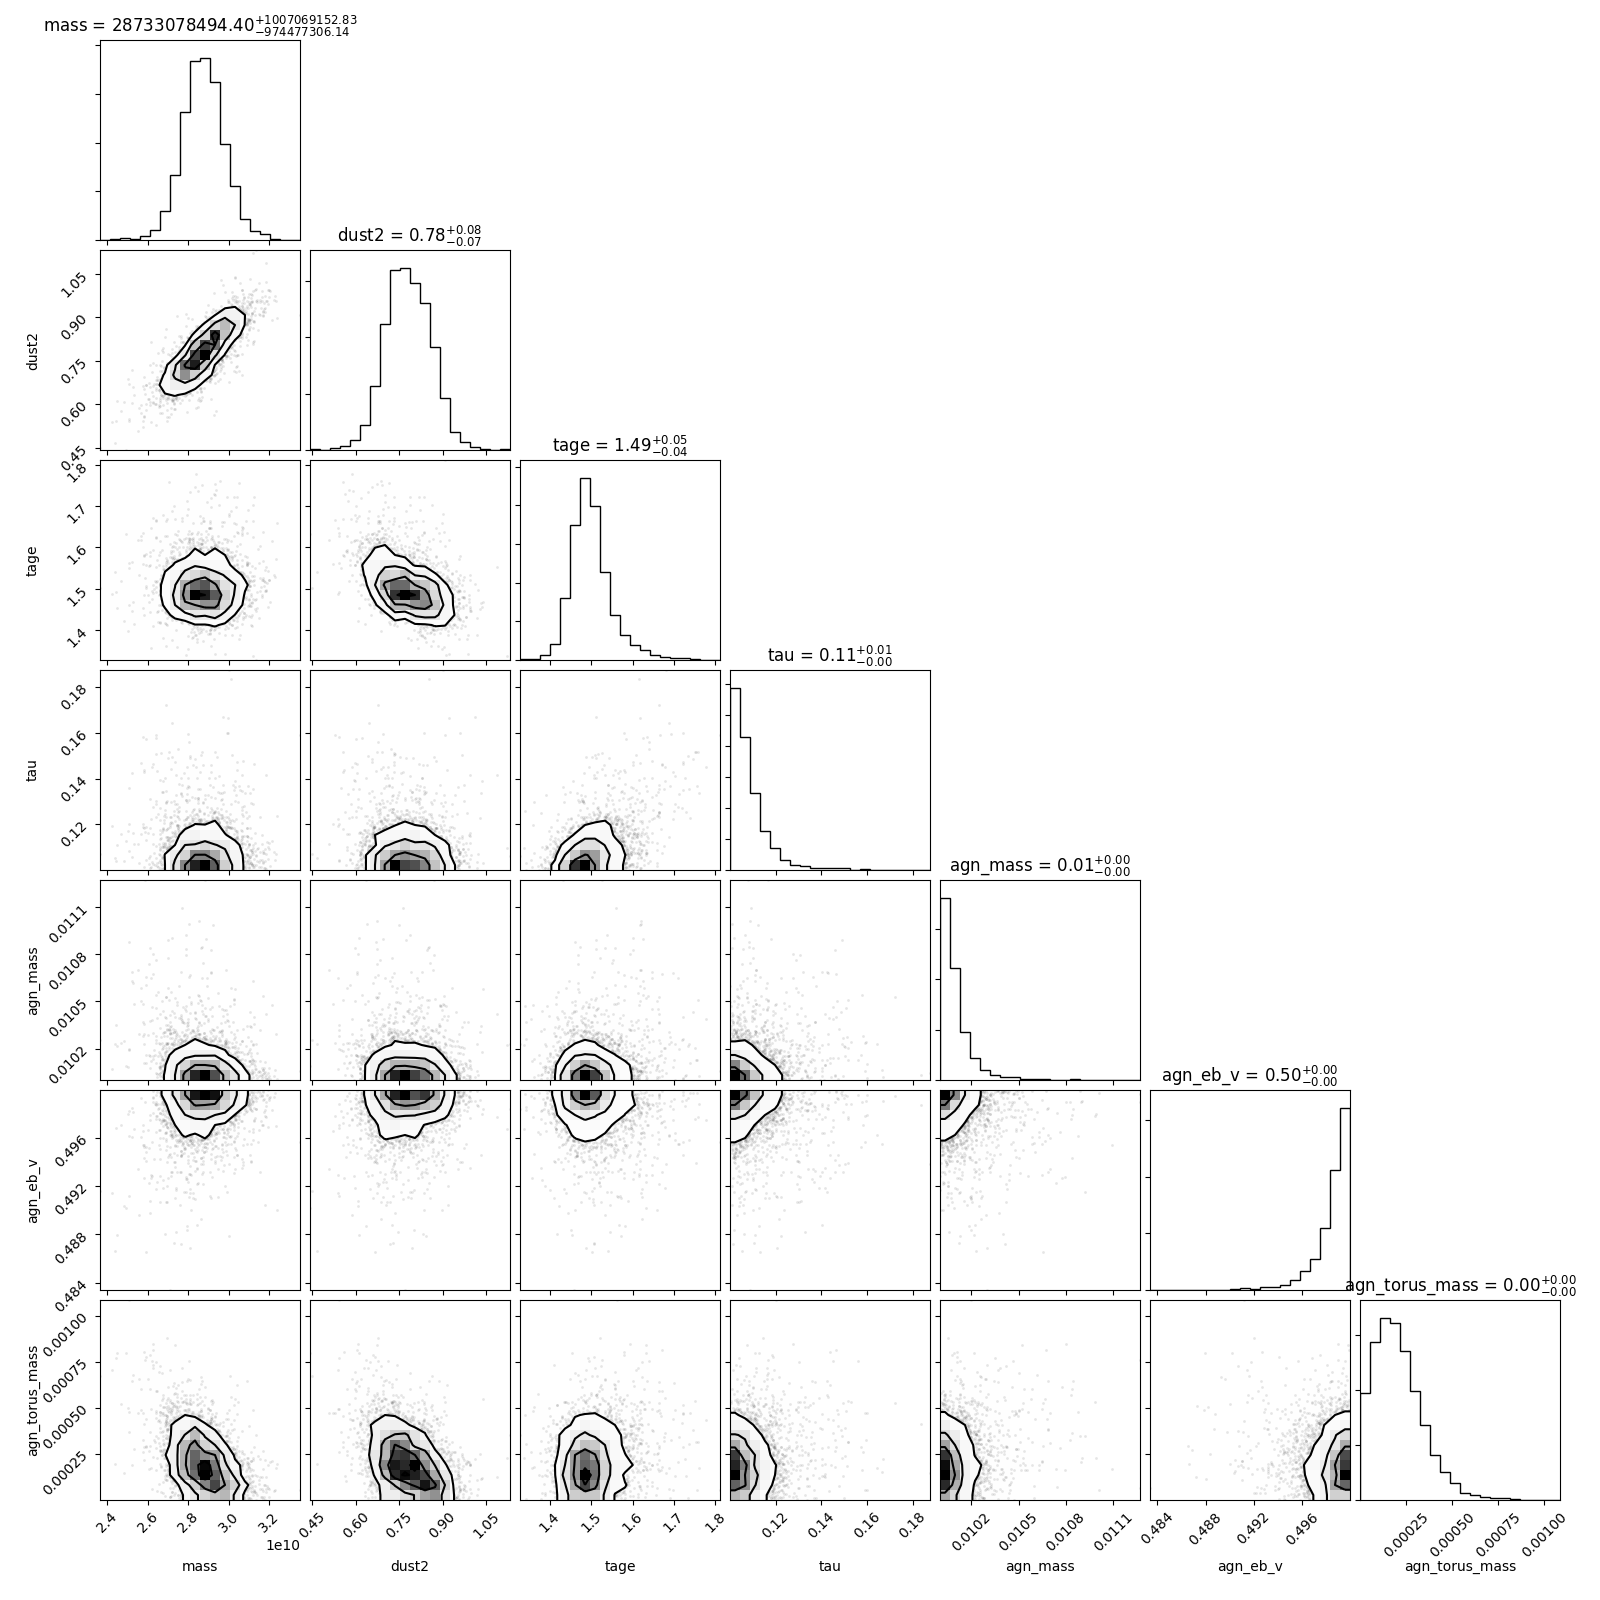 mass = 28733078494.40+1007069152.83 −974477306.14
dust2 = 0.78+0.08 −0.07
dust2
1.05
0.90
0.75
0.60
0.45
tage = 1.49+0.05 −0.04
tage
1.8
1.7
1.6
1.5
1.4
tau = 0.11+0.01 −0.00
tau
0.18
0.16
0.14
0.12
agn_mass = 0.01+0.00 −0.00
agn_mass
0.0111
0.0108
0.0105
0.0102
agn_eb_v = 0.50+0.00 −0.00
agn_eb_v
0.496
0.492
0.488
0.484
agn_torus_mass = 0.00+0.00 −0.00
agn_torus_mass
0.00100
0.00075
0.00050
0.00025
2.4 2.6 2.8 3.0 3.2
1e10
mass
0.45 0.60 0.75 0.90 1.05
dust2
1.4 1.5 1.6 1.7 1.8
tage
0.12 0.14 0.16 0.18
tau
0.0102 0.0105 0.0108 0.0111
agn_mass
0.484 0.488 0.492 0.496
agn_eb_v
0.00025 0.00050 0.00075 0.00100
agn_torus_mass